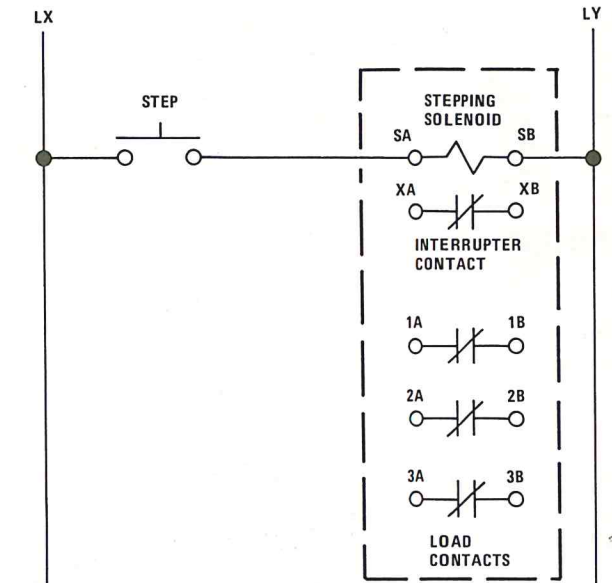 LX
LY
STEP
STEPPING
SOLENOID
SA
SB
XA
XB
INTERRUPTER
CONTACT
1A
1B
2A
2B
3A
3B
LOAD
CONTACTS